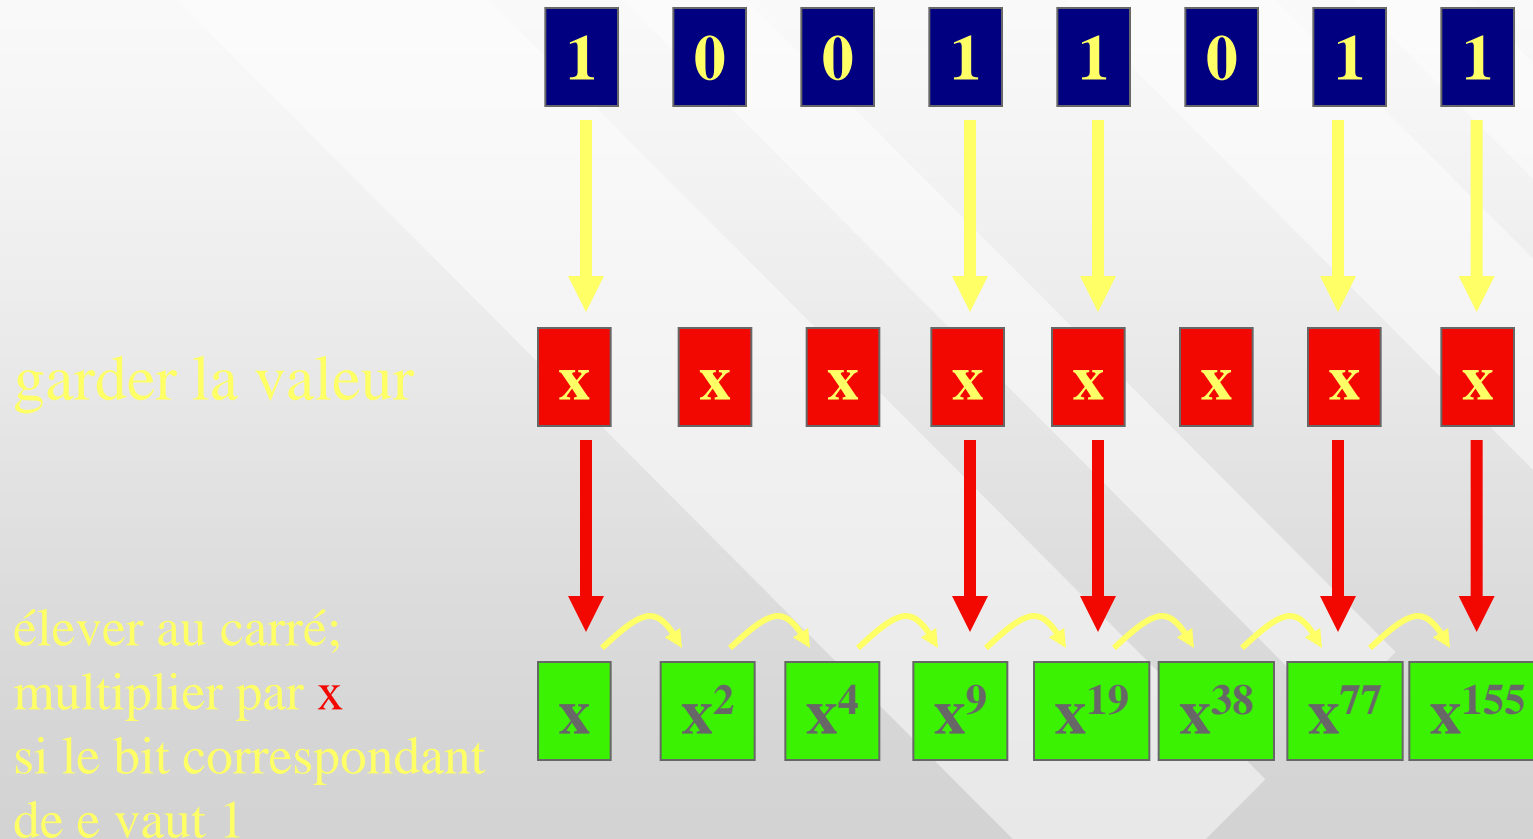 1 0 0 1 1 0 1 1
garder la valeur x x x x x x x x
élever au carré;
multiplier par x
si le bit correspondant
de e vaut 1
x x² x⁴ x⁹ x¹⁹ x³⁸ x⁷⁷ x¹⁵⁵